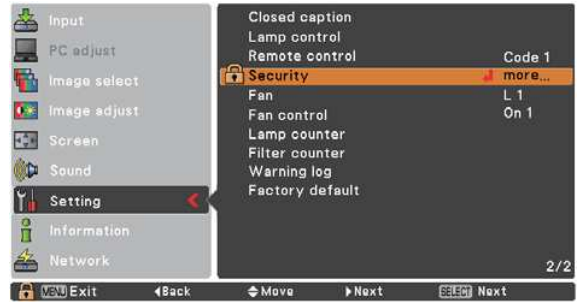 Input
PC adjust
Image select
Image adjust
Screen
Sound
Setting
Information
Network
Closed caption
Lamp control
Remote control Code 1
Security more...
Fan L 1
Fan control On 1
Lamp counter
Filter counter
Warning log
Factory default
2/2
MENU Exit Back Move Next SELECT Next